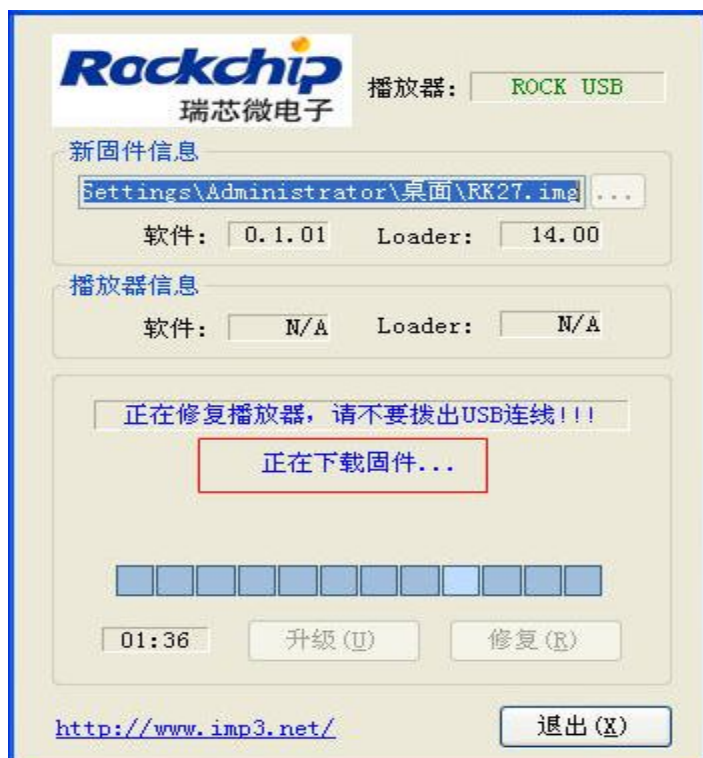 Rockchip
瑞芯微电子
播放器: ROCK USB
新固件信息
Settings\Administrator\桌面\RK27.img ...
软件: 0.1.01 Loader: 14.00
播放器信息
软件: N/A Loader: N/A
正在修复播放器，请不要拨出USB连线!!!
正在下载固件...
01:36 升级(U) 修复(R)
http://www.imp3.net/ 退出(X)